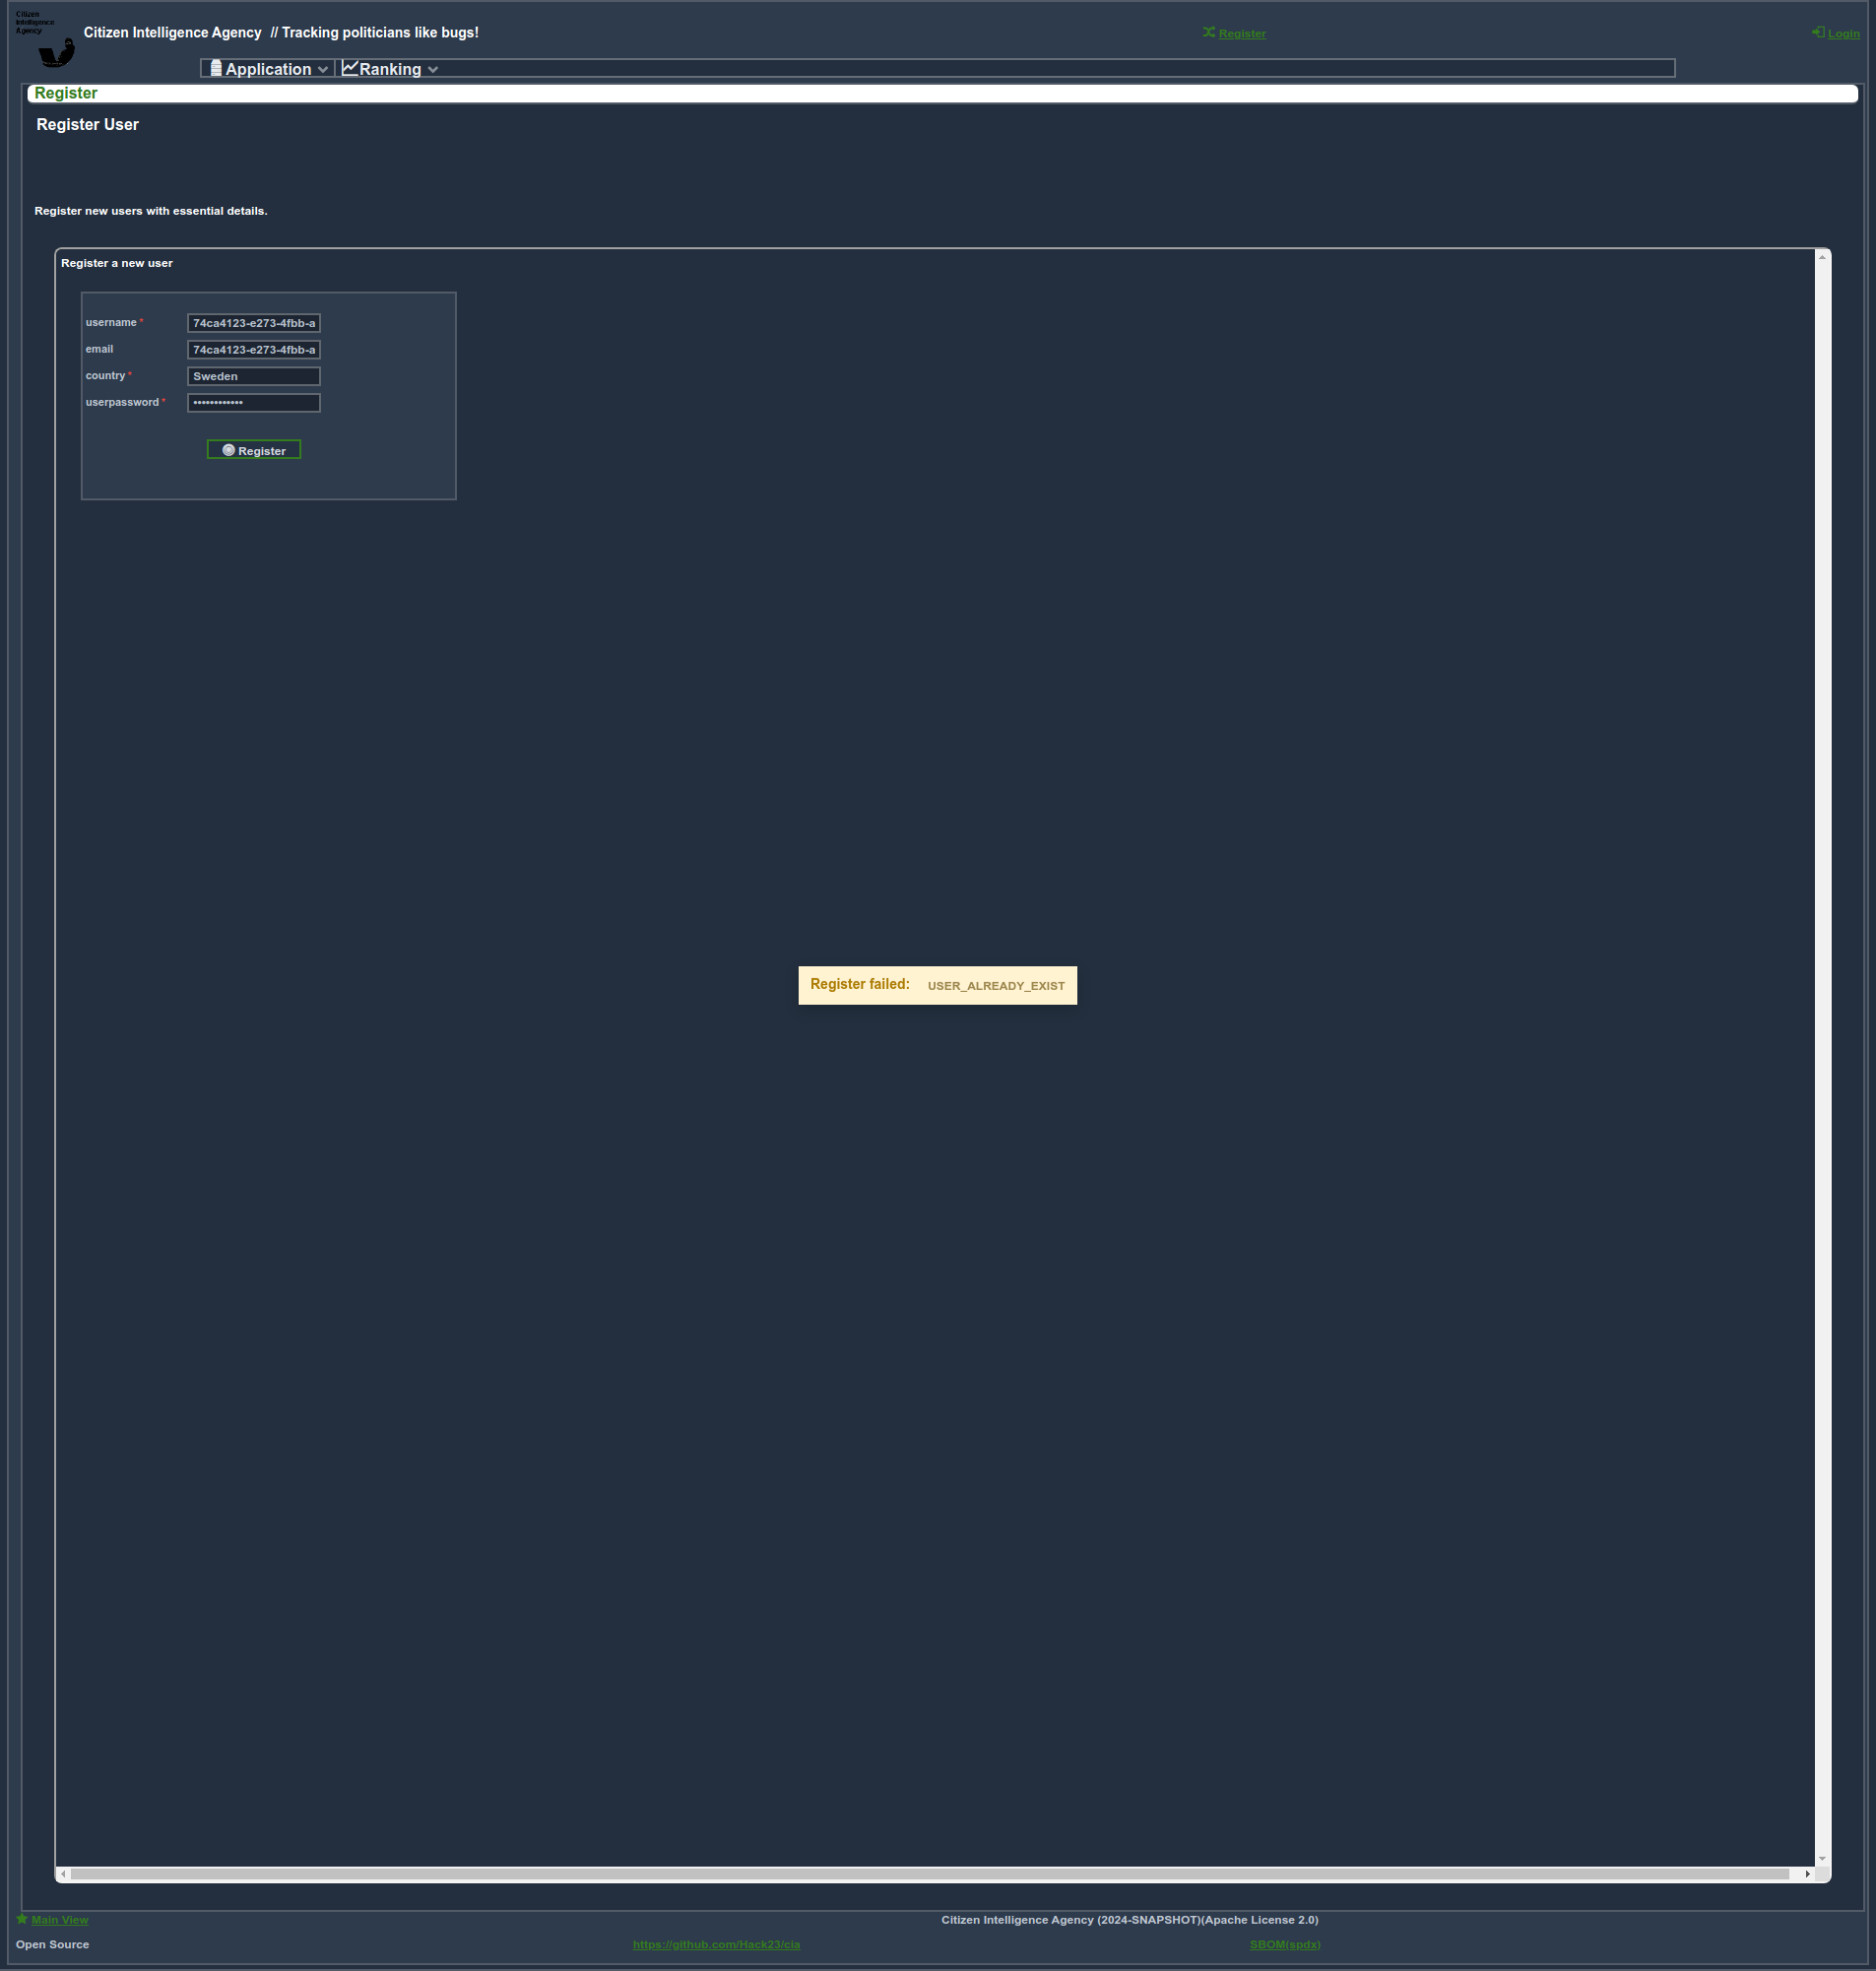 Citizen
Intelligence
Agency
Citizen Intelligence Agency // Tracking politicians like bugs!
Register
Login
Application
Ranking
Register
Register User
Register new users with essential details.
Register a new user
username *
74ca4123-e273-4fbb-a
email
74ca4123-e273-4fbb-a
country *
Sweden
userpassword *
••••••••••••
Register
Register failed: USER_ALREADY_EXIST
Main View
Citizen Intelligence Agency (2024-SNAPSHOT)(Apache License 2.0)
Open Source
https://github.com/Hack23/cia
SBOM(spdx)